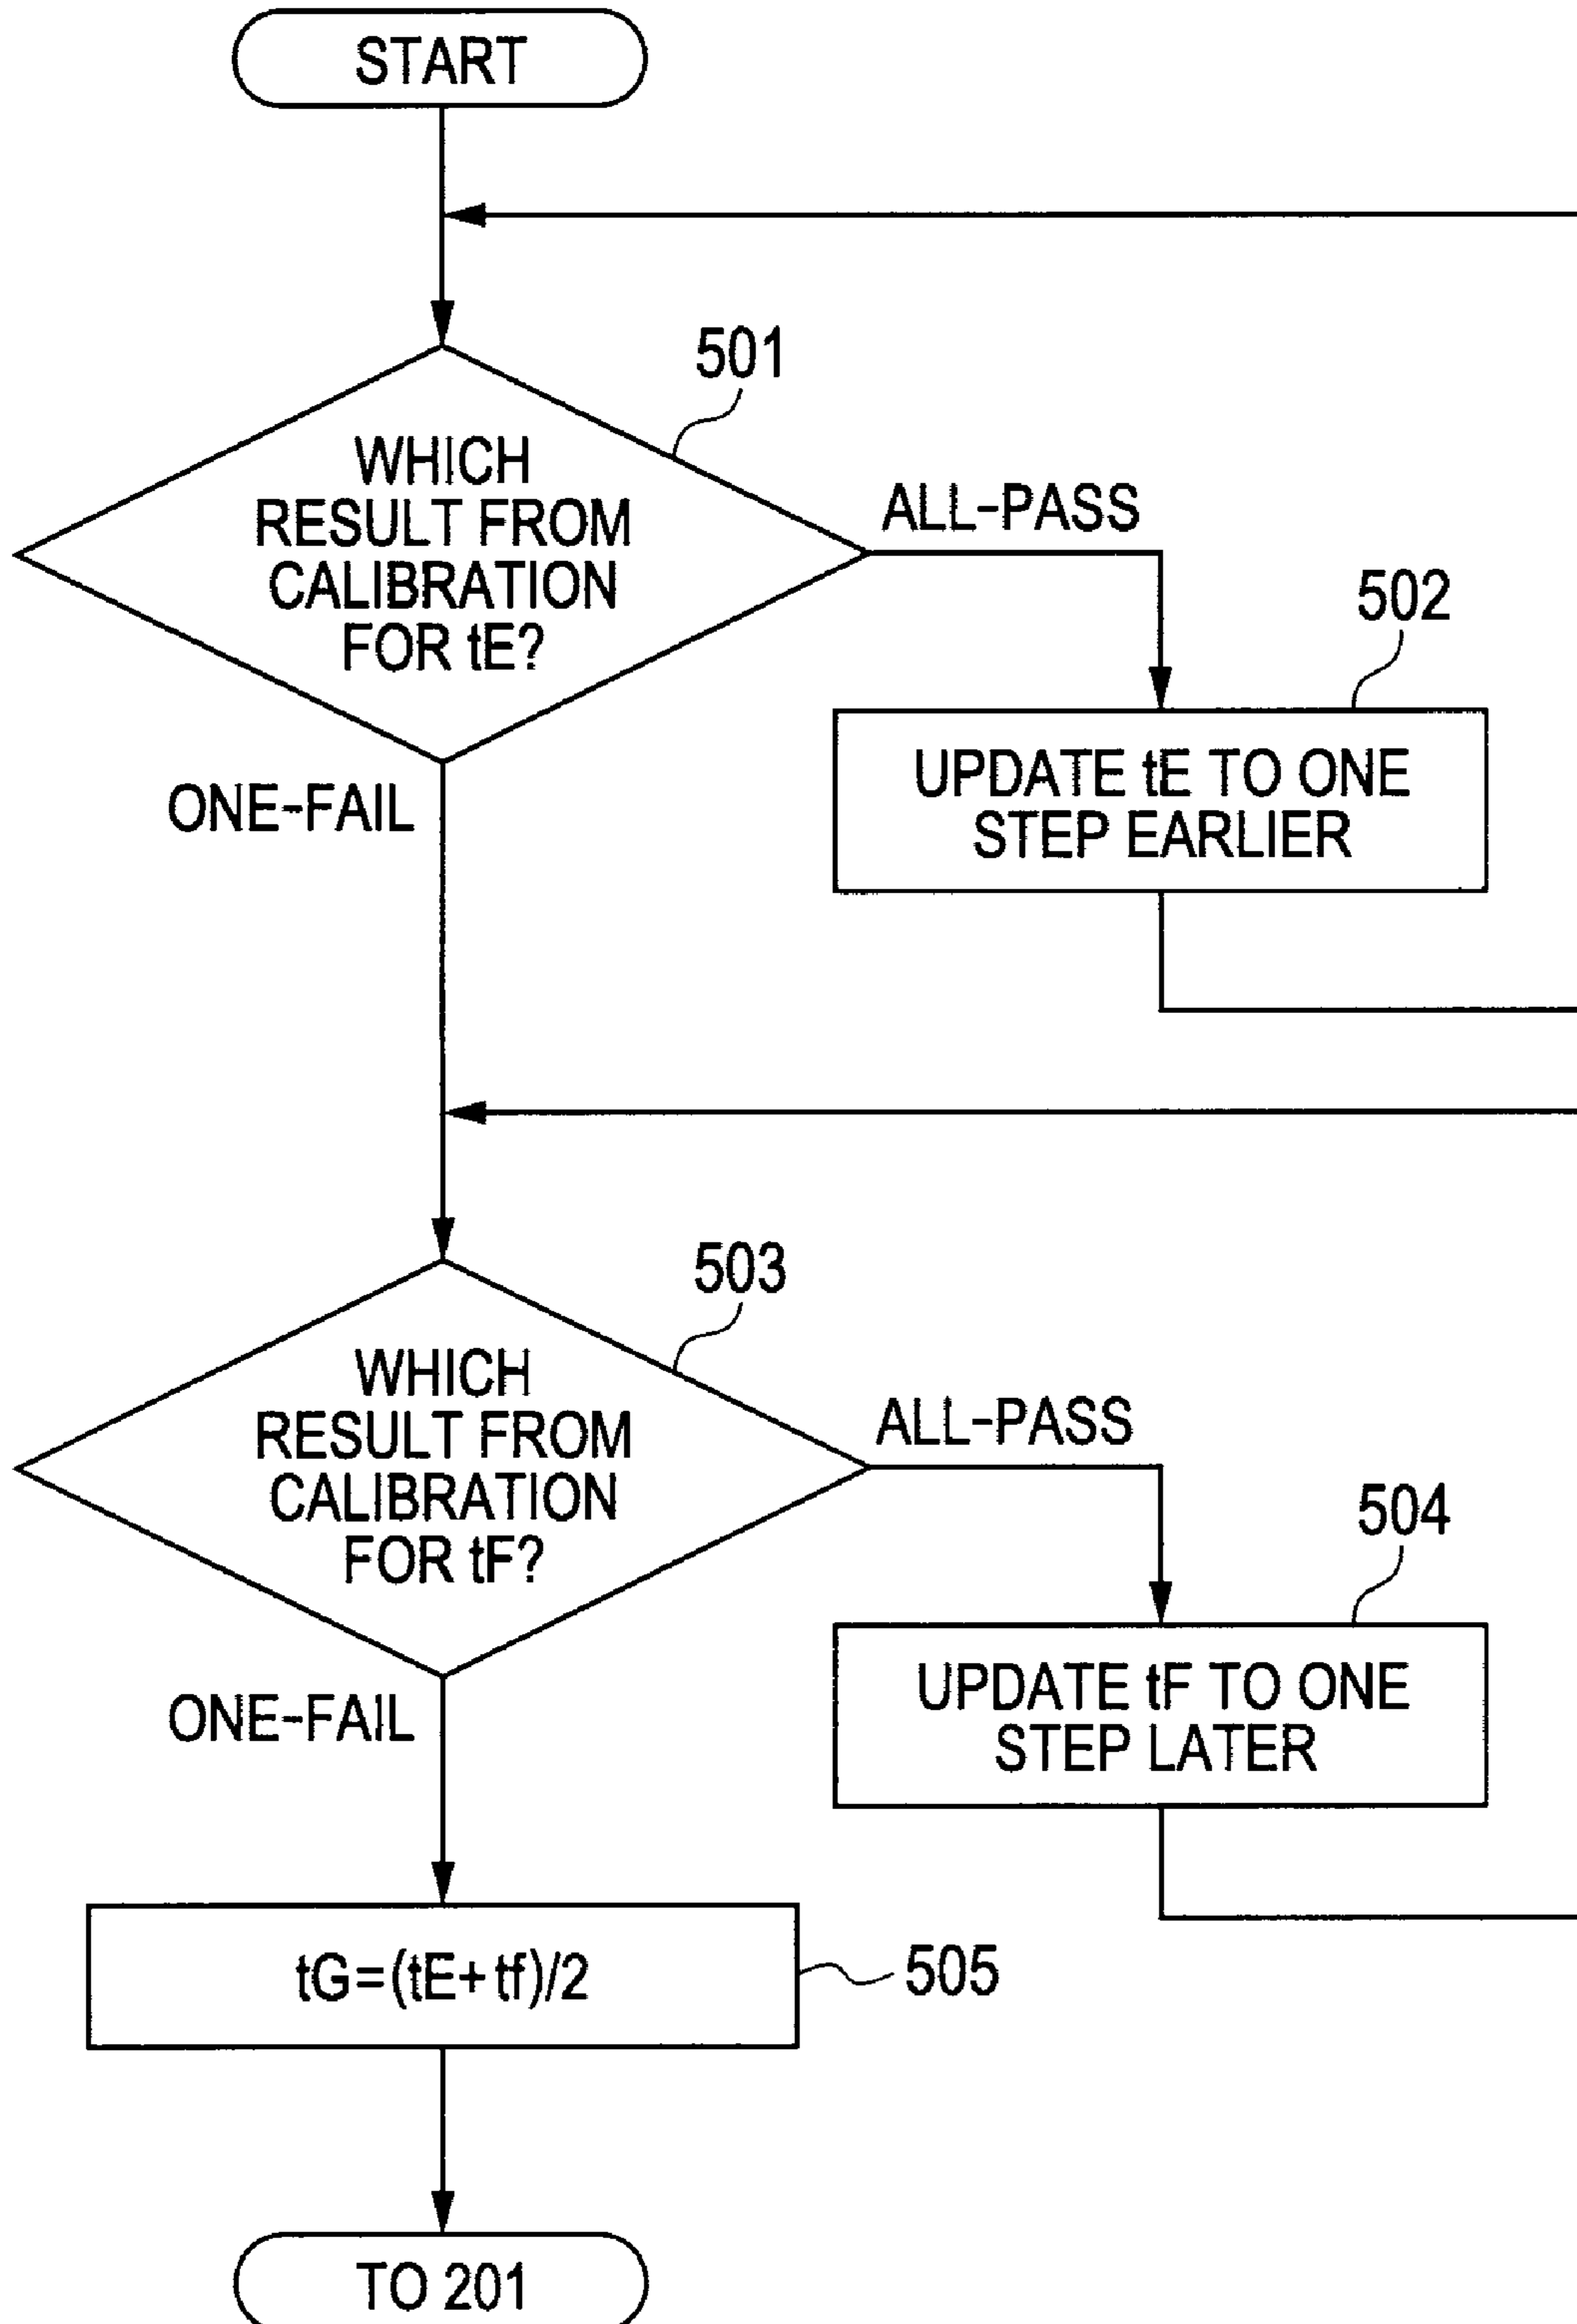 START
501
WHICH
RESULT FROM
CALIBRATION
FOR tE?
ALL-PASS
502
UPDATE tE TO ONE
STEP EARLIER
ONE-FAIL
503
WHICH
RESULT FROM
CALIBRATION
FOR tF?
ALL-PASS
504
UPDATE tF TO ONE
STEP LATER
ONE-FAIL
tG=(tE+tf)/2
505
TO 201